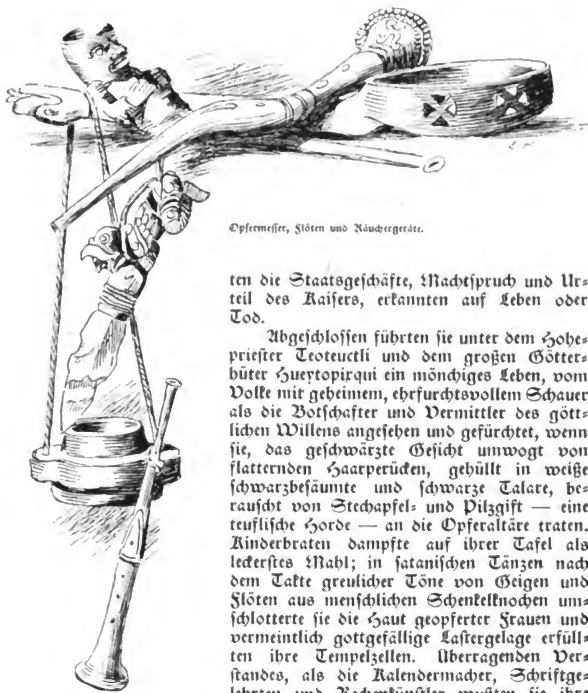 Opfermesser, Flöten und Räuchergeräte.
ten die Staatsgeschäfte, Machtspruch und Ur=
teil des Kaisers, erkannten auf Leben oder
Tod.
Abgeschlossen führten sie unter dem Hohe=
priester Teoteuctli und dem großen Götter=
hüter Hueytopixqui ein mönchiges Leben, vom
Volke mit geheimem, ehrfurchtsvollem Schauer
als die Botschafter und Vermittler des gött=
lichen Willens angesehen und gefürchtet, wenn
sie, das geschwärzte Gesicht umwogt von
flatternden Haarperücken, gehüllt in weiße
schwarzbesäumte und schwarze Talare, be=
rauscht von Stechapfel= und Pilzgift — eine
teuflische Horde — an die Opferaltäre traten.
Kinderbraten dampfte auf ihrer Tafel als
leckerstes Mahl; in satanischen Tänzen nach
dem Takte greulicher Töne von Geigen und
Flöten aus menschlichen Schenkelknochen um=
schlotterte sie die Haut geopferter Frauen und
vermeintlich gottgefällige Lastergelage erfüll=
ten ihre Tempelzellen. Überragenden Ver=
standes, als die Kalendermacher, Schriftge=